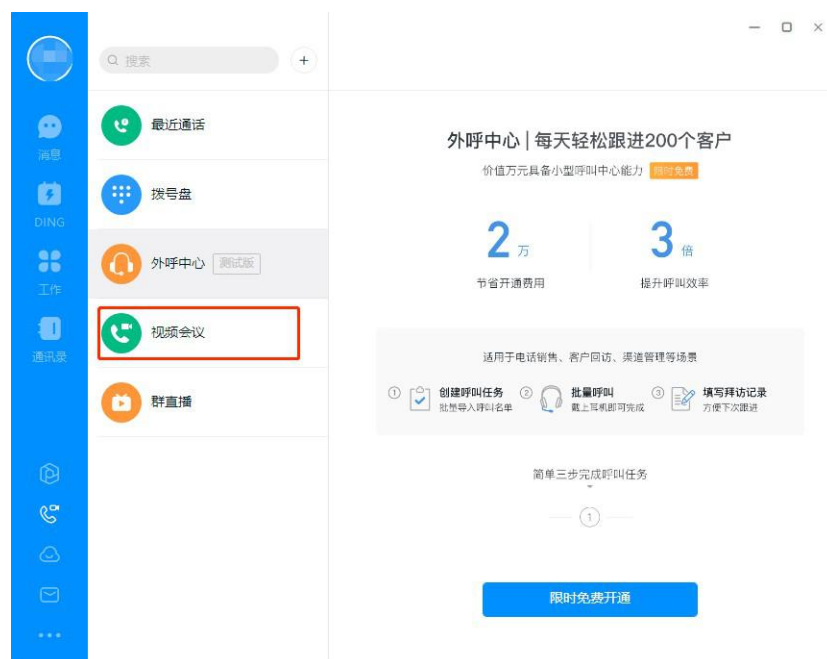 搜索
+
消息
DING
工作
通讯录
最近通话
拨号盘
外呼中心 测试版
视频会议
群直播
外呼中心 | 每天轻松跟进200个客户
价值万元具备小型呼叫中心能力 限时免费
2万
节省开通费用
3倍
提升呼叫效率
适用于电话销售、客户回访、渠道管理等场景
① 创建呼叫任务
批量导入呼叫名单
② 批量呼叫
戴上耳机即可完成
③ 填写拜访记录
方便下次跟进
简单三步完成呼叫任务
1
限时免费开通